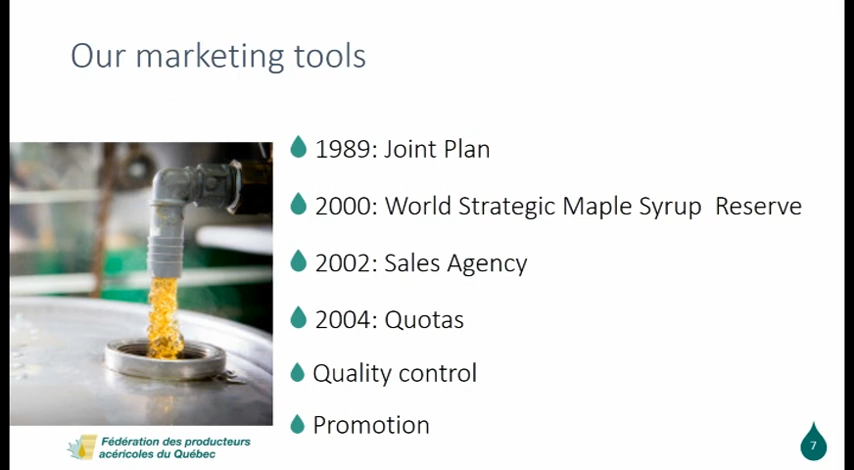 Our marketing tools
1989: Joint Plan
2000: World Strategic Maple Syrup Reserve
2002: Sales Agency
2004: Quotas
Quality control
Promotion
Fédération des producteurs
acéricoles du Québec
7